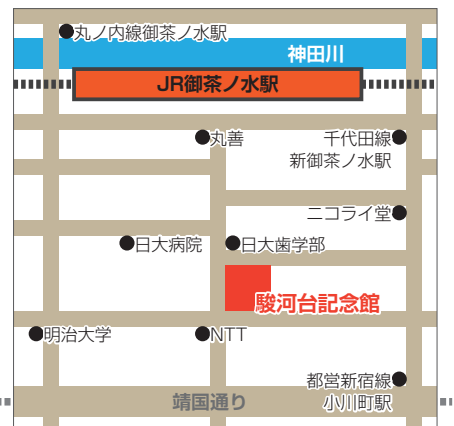 丸ノ内線御茶ノ水駅
神田川
JR御茶ノ水駅
丸善
千代田線
新御茶ノ水駅
ニコライ堂
日大病院
日大歯学部
駿河台記念館
明治大学
NTT
都営新宿線
小川町駅
靖国通り